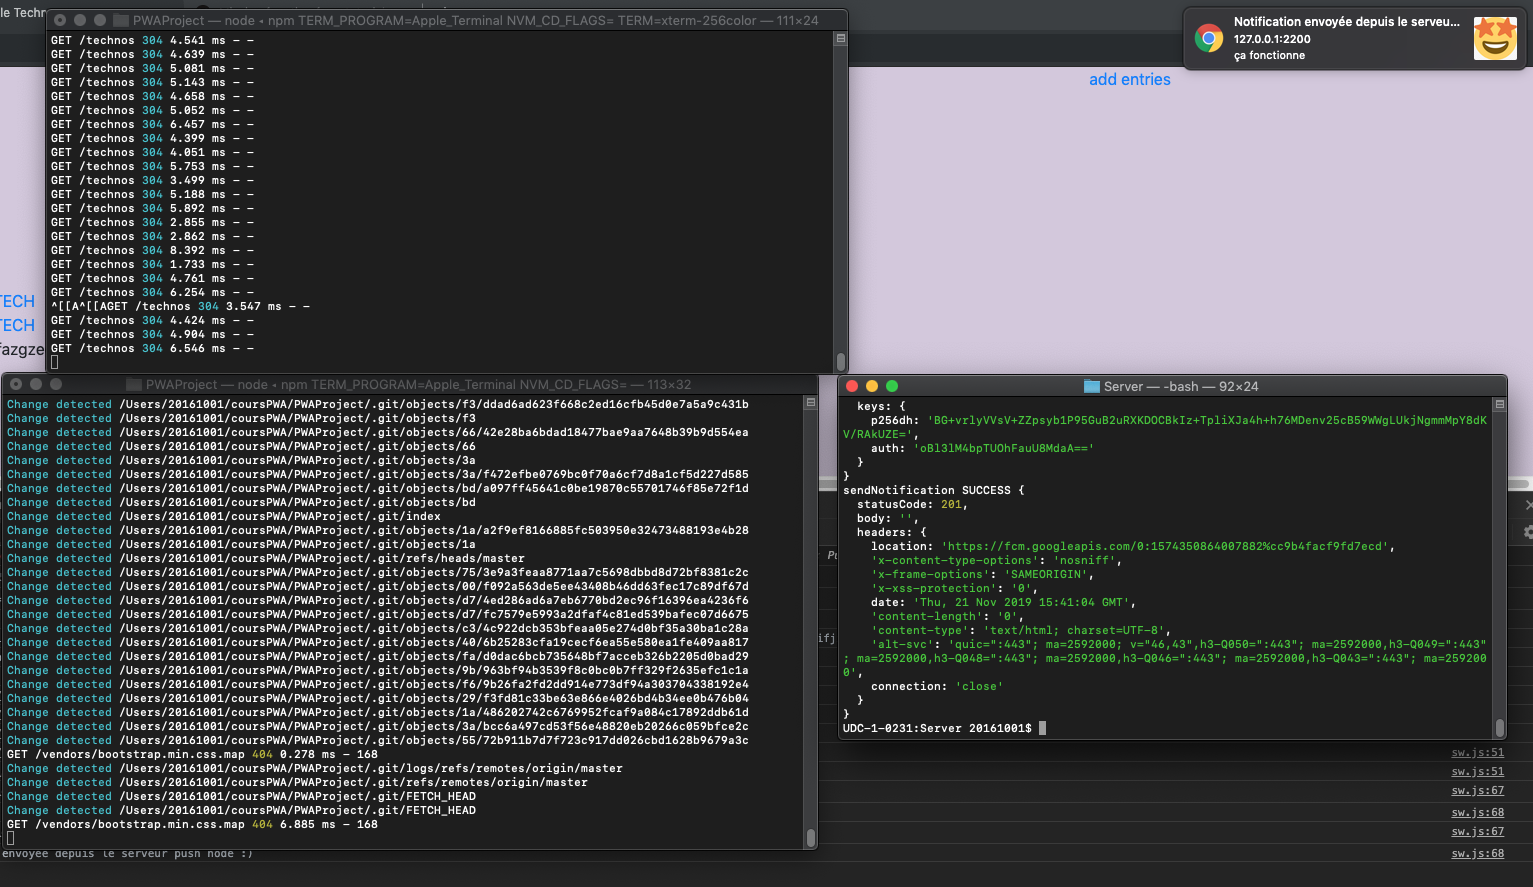 le Techn
PWAProject — node ◂ npm TERM_PROGRAM=Apple_Terminal NVM_CD_FLAGS= TERM=xterm-256color — 111×24
GET /technos 304 4.541 ms - -
GET /technos 304 4.639 ms - -
GET /technos 304 5.081 ms - -
GET /technos 304 5.143 ms - -
GET /technos 304 4.658 ms - -
GET /technos 304 5.052 ms - -
GET /technos 304 6.457 ms - -
GET /technos 304 4.399 ms - -
GET /technos 304 4.051 ms - -
GET /technos 304 5.753 ms - -
GET /technos 304 3.499 ms - -
GET /technos 304 5.188 ms - -
GET /technos 304 5.892 ms - -
GET /technos 304 2.855 ms - -
GET /technos 304 2.862 ms - -
GET /technos 304 8.392 ms - -
GET /technos 304 1.733 ms - -
GET /technos 304 4.761 ms - -
GET /technos 304 6.254 ms - -
^[[A^[[AGET /technos 304 3.547 ms - -
GET /technos 304 4.424 ms - -
GET /technos 304 4.904 ms - -
GET /technos 304 6.546 ms - -
Notification envoyée depuis le serveu...
127.0.0.1:2200
ça fonctionne
add entries
TECH
TECH
fazgze
PWAProject — node ◂ npm TERM_PROGRAM=Apple_Terminal NVM_CD_FLAGS= — 113×32
Change detected /Users/20161001/coursPWA/PWAProject/.git/objects/f3/ddad6ad623f668c2ed16cfb45d0e7a5a9c431b
Change detected /Users/20161001/coursPWA/PWAProject/.git/objects/f3
Change detected /Users/20161001/coursPWA/PWAProject/.git/objects/66/42e28ba6bdad18477bae9aa7648b39b9d554ea
Change detected /Users/20161001/coursPWA/PWAProject/.git/objects/66
Change detected /Users/20161001/coursPWA/PWAProject/.git/objects/3a
Change detected /Users/20161001/coursPWA/PWAProject/.git/objects/3a/f472efbe0769bc0f70a6cf7d8a1cf5d227d585
Change detected /Users/20161001/coursPWA/PWAProject/.git/objects/bd/a097ff45641c0be19870c55701746f85e72f1d
Change detected /Users/20161001/coursPWA/PWAProject/.git/objects/bd
Change detected /Users/20161001/coursPWA/PWAProject/.git/index
Change detected /Users/20161001/coursPWA/PWAProject/.git/objects/1a/a2f9ef8166885fc503950e32473488193e4b28
Change detected /Users/20161001/coursPWA/PWAProject/.git/objects/1a
Change detected /Users/20161001/coursPWA/PWAProject/.git/refs/heads/master
Change detected /Users/20161001/coursPWA/PWAProject/.git/objects/75/3e9a3feaa8771aa7c5698dbbd8d72bf8381c2c
Change detected /Users/20161001/coursPWA/PWAProject/.git/objects/00/f092a563de5ee43408b46dd63fec17c89df67d
Change detected /Users/20161001/coursPWA/PWAProject/.git/objects/d7/4ed286ad6a7eb6770bd2ec96f16396ea4236f6
Change detected /Users/20161001/coursPWA/PWAProject/.git/objects/d7/fc7579e5993a2dfaf4c81ed539bafec07d6675
Change detected /Users/20161001/coursPWA/PWAProject/.git/objects/c3/4c922dcb353bfeaa05e274d0bf35a30ba1c28a
Change detected /Users/20161001/coursPWA/PWAProject/.git/objects/40/6b25283cfa19cecf6ea55e580ea1fe409aa817
Change detected /Users/20161001/coursPWA/PWAProject/.git/objects/fa/d0dac6bcb735648bf7acceb326b2205d0bad29
Change detected /Users/20161001/coursPWA/PWAProject/.git/objects/9b/963bf94b3539f8c0bc0b7ff329f2635efc1c1a
Change detected /Users/20161001/coursPWA/PWAProject/.git/objects/f6/9b26fa2fd2dd914e773df94a303704338192e4
Change detected /Users/20161001/coursPWA/PWAProject/.git/objects/29/f3fd81c33be63e866e4026bd4b34ee0b476b04
Change detected /Users/20161001/coursPWA/PWAProject/.git/objects/1a/486202742c6769952fcaf9a084c17892ddb61d
Change detected /Users/20161001/coursPWA/PWAProject/.git/objects/3a/bcc6a497cd53f56e48820eb20266c059bfce2c
Change detected /Users/20161001/coursPWA/PWAProject/.git/objects/55/72b911b7d7f723c917dd026cbd1628b9679a3c
GET /vendors/bootstrap.min.css.map 404 0.278 ms - 168
Change detected /Users/20161001/coursPWA/PWAProject/.git/logs/refs/remotes/origin/master
Change detected /Users/20161001/coursPWA/PWAProject/.git/refs/remotes/origin/master
Change detected /Users/20161001/coursPWA/PWAProject/.git/FETCH_HEAD
Change detected /Users/20161001/coursPWA/PWAProject/.git/FETCH_HEAD
GET /vendors/bootstrap.min.css.map 404 6.885 ms - 168
envoyée depuis le serveur push node :)
Server — -bash — 92×24
keys: {
p256dh: 'BG+vrlyVVsV+ZZpsyb1P95GuB2uRXKDOCBkIz+TpliXJa4h+h76MDenv25cB59WWgLUkjNgmmMpY8dK
V/RAkUZE=',
auth: 'oBl3lM4bpTUOhFauU8MdaA=='
}
}
sendNotification SUCCESS {
statusCode: 201,
body: '',
headers: {
location: 'https://fcm.googleapis.com/0:1574350864007882%cc9b4facf9fd7ecd',
'x-content-type-options': 'nosniff',
'x-frame-options': 'SAMEORIGIN',
'x-xss-protection': '0',
date: 'Thu, 21 Nov 2019 15:41:04 GMT',
'content-length': '0',
'content-type': 'text/html; charset=UTF-8',
'alt-svc': 'quic=":443"; ma=2592000; v="46,43",h3-Q050=":443"; ma=2592000,h3-Q049=":443"
; ma=2592000,h3-Q048=":443"; ma=2592000,h3-Q046=":443"; ma=2592000,h3-Q043=":443"; ma=259200
0',
connection: 'close'
}
}
UDC-1-0231:Server 20161001$
Pu
ifj
sw.js:51
sw.js:51
sw.js:67
sw.js:68
sw.js:67
sw.js:68